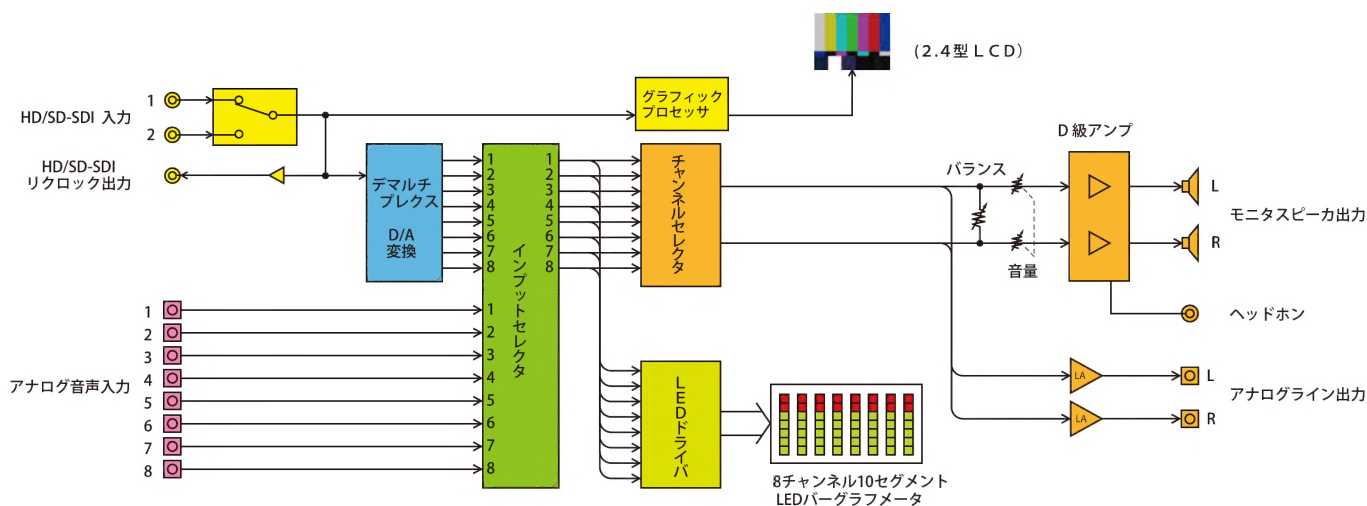 (2.4型ＬＣＤ)
グラフィック
プロセッサ
1
HD/SD-SDI 入力
2
HD/SD-SDI
リクロック出力
デマルチ
プレクス
D/A
変換
1
2
3
4
5
6
7
8
1
2
3
4
5
6
7
8
インプットセレクタ
1
2
3
4
5
6
7
8
チャンネルセレクタ
バランス
音量
Ｄ級アンプ
L
モニタスピーカ出力
R
ヘッドホン
1
2
3
4
アナログ音声入力
5
6
7
8
LEDドライバ
8チャンネル10セグメント
LEDバーグラフメータ
LA
L
アナログライン出力
LA
R